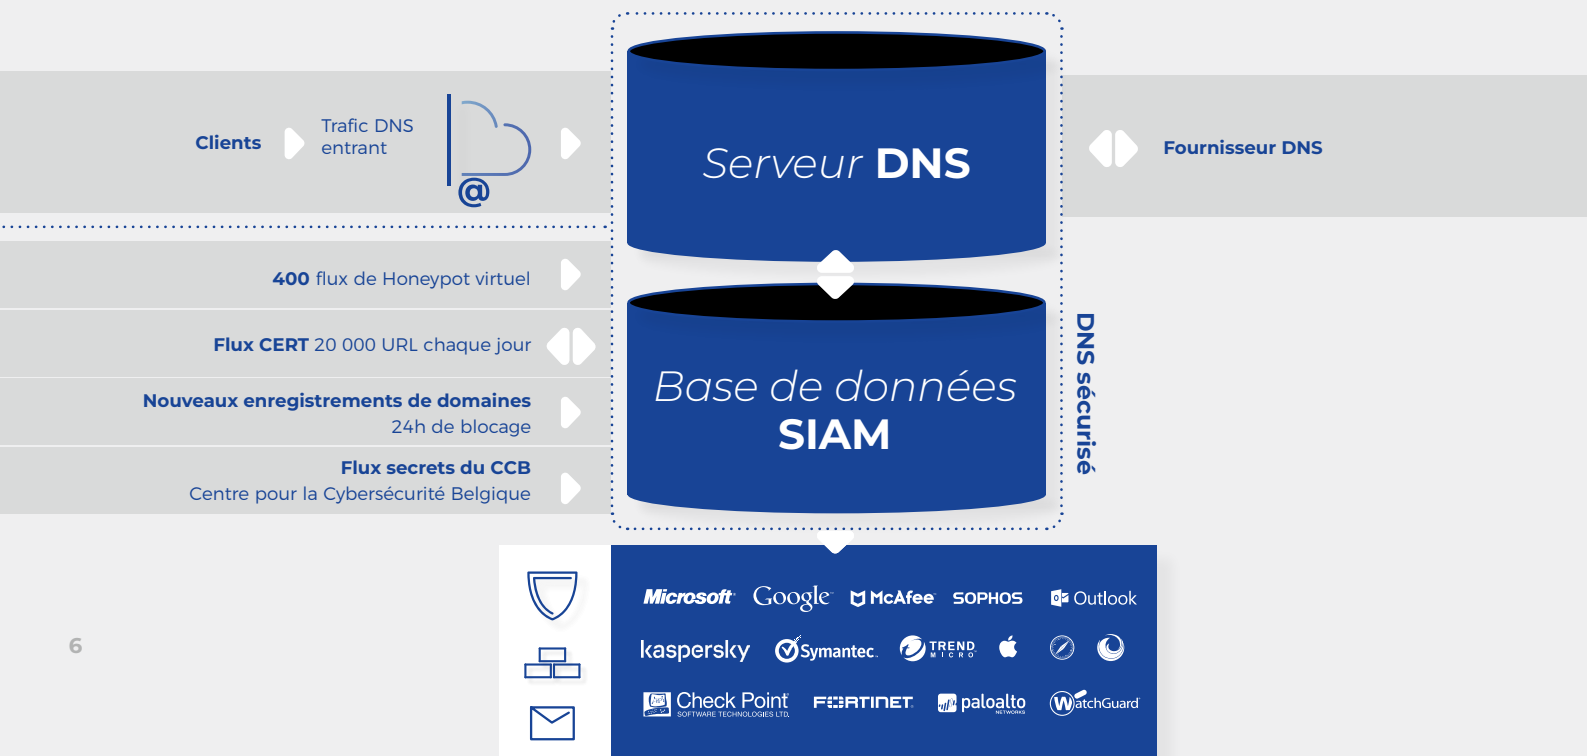 Clients
Trafic DNS
entrant
@
Serveur DNS
Fournisseur DNS
400 flux de Honeypot virtuel
Flux CERT 20 000 URL chaque jour
Nouveaux enregistrements de domaines
24h de blocage
Flux secrets du CCB
Centre pour la Cybersécurité Belgique
Base de données
SIAM
DNS sécurisé
Microsoft Google McAfee SOPHOS Outlook
kaspersky Symantec. TREND
MICRO
Check Point
SOFTWARE TECHNOLOGIES LTD.
FORTINET paloalto
NETWORKS
WatchGuard
6